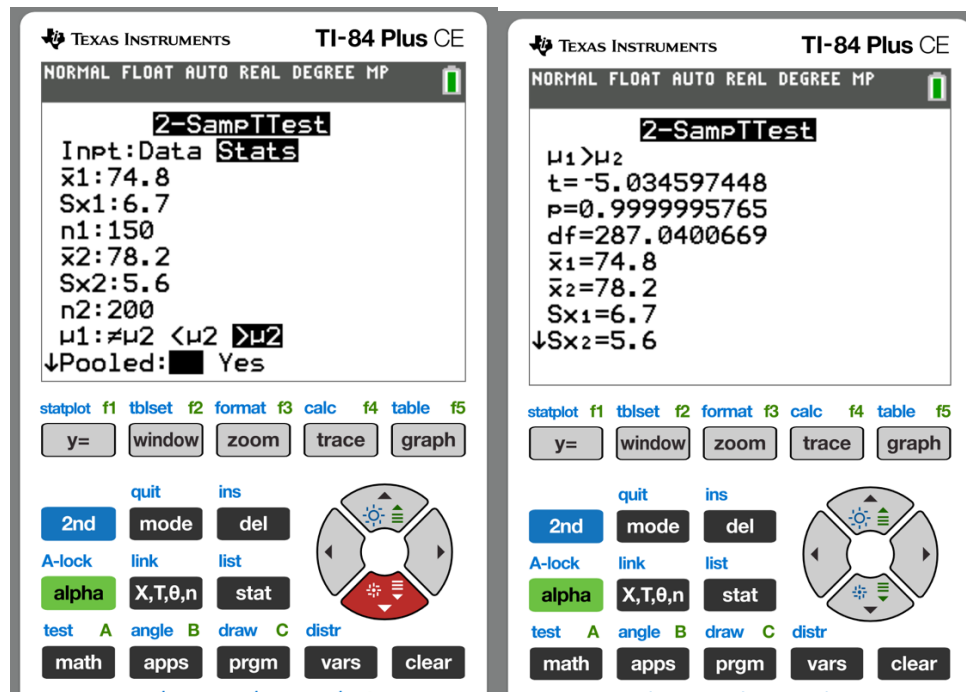 TEXAS INSTRUMENTS TI-84 Plus CE
NORMAL FLOAT AUTO REAL DEGREE MP
2-SampTTest
Inpt:Data Stats
x̄1:74.8
Sx1:6.7
n1:150
x̄2:78.2
Sx2:5.6
n2:200
μ1:≠μ2 <μ2 >μ2
↓Pooled: Yes
statplot f1 tblset f2 format f3 calc f4 table f5
y= window zoom trace graph
quit ins
2nd mode del
A-lock link list
alpha X,T,θ,n stat
test A angle B draw C distr
math apps prgm vars clear
TEXAS INSTRUMENTS TI-84 Plus CE
NORMAL FLOAT AUTO REAL DEGREE MP
2-SampTTest
μ1>μ2
t=-5.034597448
p=0.9999995765
df=287.0400669
x̄1=74.8
x̄2=78.2
Sx1=6.7
↓Sx2=5.6
statplot f1 tblset f2 format f3 calc f4 table f5
y= window zoom trace graph
quit ins
2nd mode del
A-lock link list
alpha X,T,θ,n stat
test A angle B draw C distr
math apps prgm vars clear